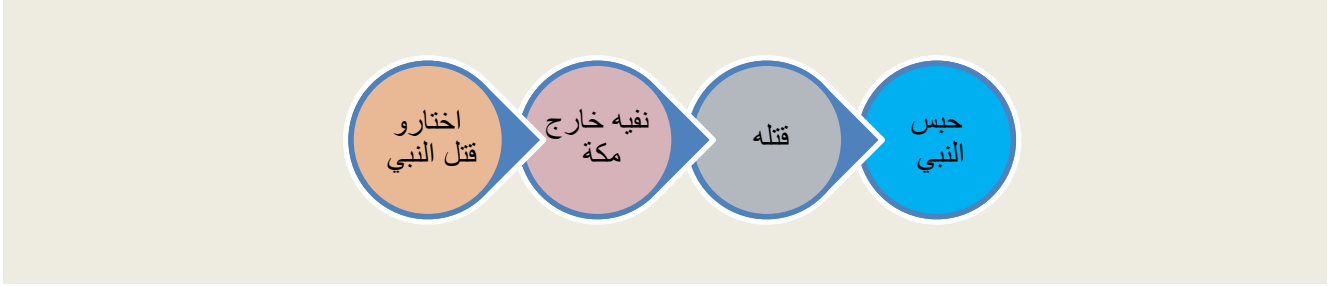 حبس
النبي
قتله
نفيه خارج
مكة
اختارو
قتل النبي